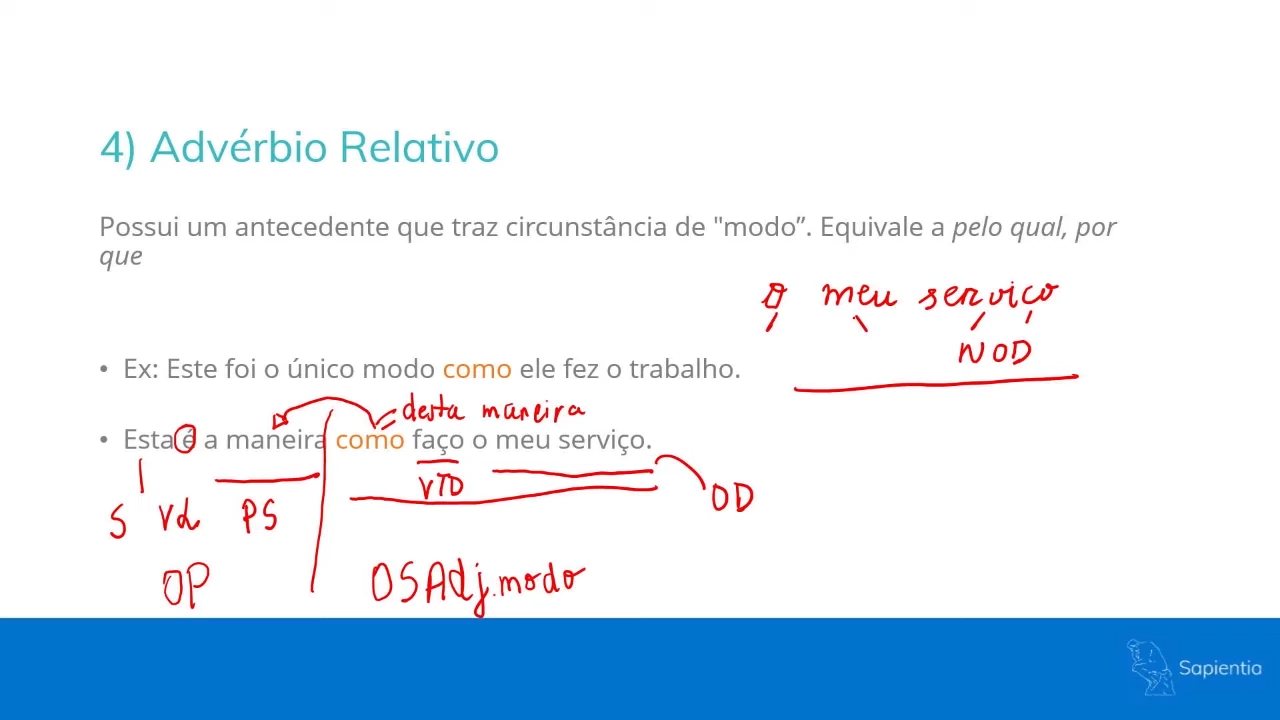 4) Advérbio Relativo
Possui um antecedente que traz circunstância de "modo”. Equivale a pelo qual, por
que
O meu serviço
NOD
• Ex: Este foi o único modo como ele fez o trabalho.
desta maneira
• Esta é a maneira como faço o meu serviço.
VTD
S VL PS
OD
OP
OSAdj.modo
Sapientia